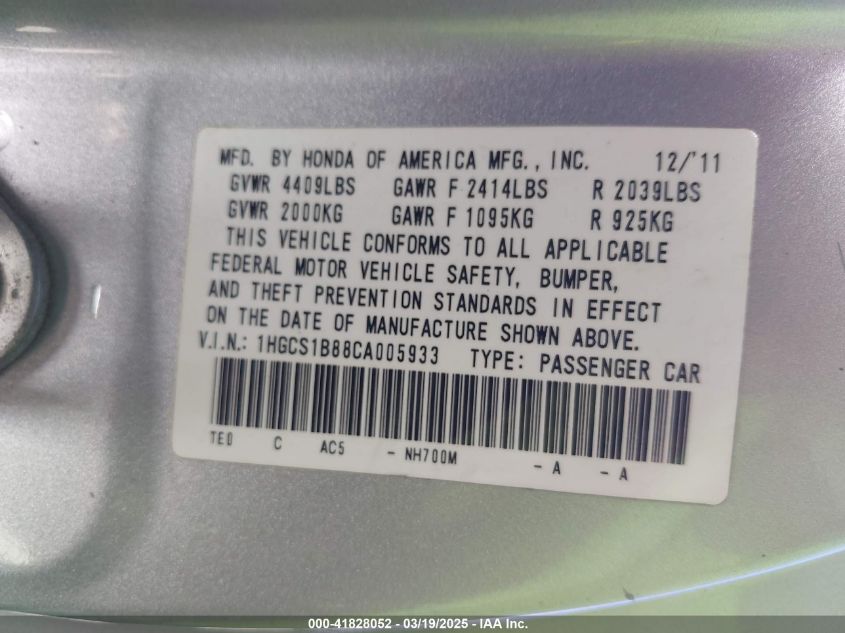 MFD. BY HONDA OF AMERICA MFG., INC. 12/'11
GVWR 4409LBS GAWR F 2414LBS R 2039LBS
GVWR 2000KG GAWR F 1095KG R 925KG
THIS VEHICLE CONFORMS TO ALL APPLICABLE
FEDERAL MOTOR VEHICLE SAFETY, BUMPER,
AND THEFT PREVENTION STANDARDS IN EFFECT
ON THE DATE OF MANUFACTURE SHOWN ABOVE.
V.I.N.: 1HGCS1B88CA005933 TYPE: PASSENGER CAR
TE0 C AC5 - NH700M - A - A
000-41828052 — 03/19/2025 - IAA Inc.